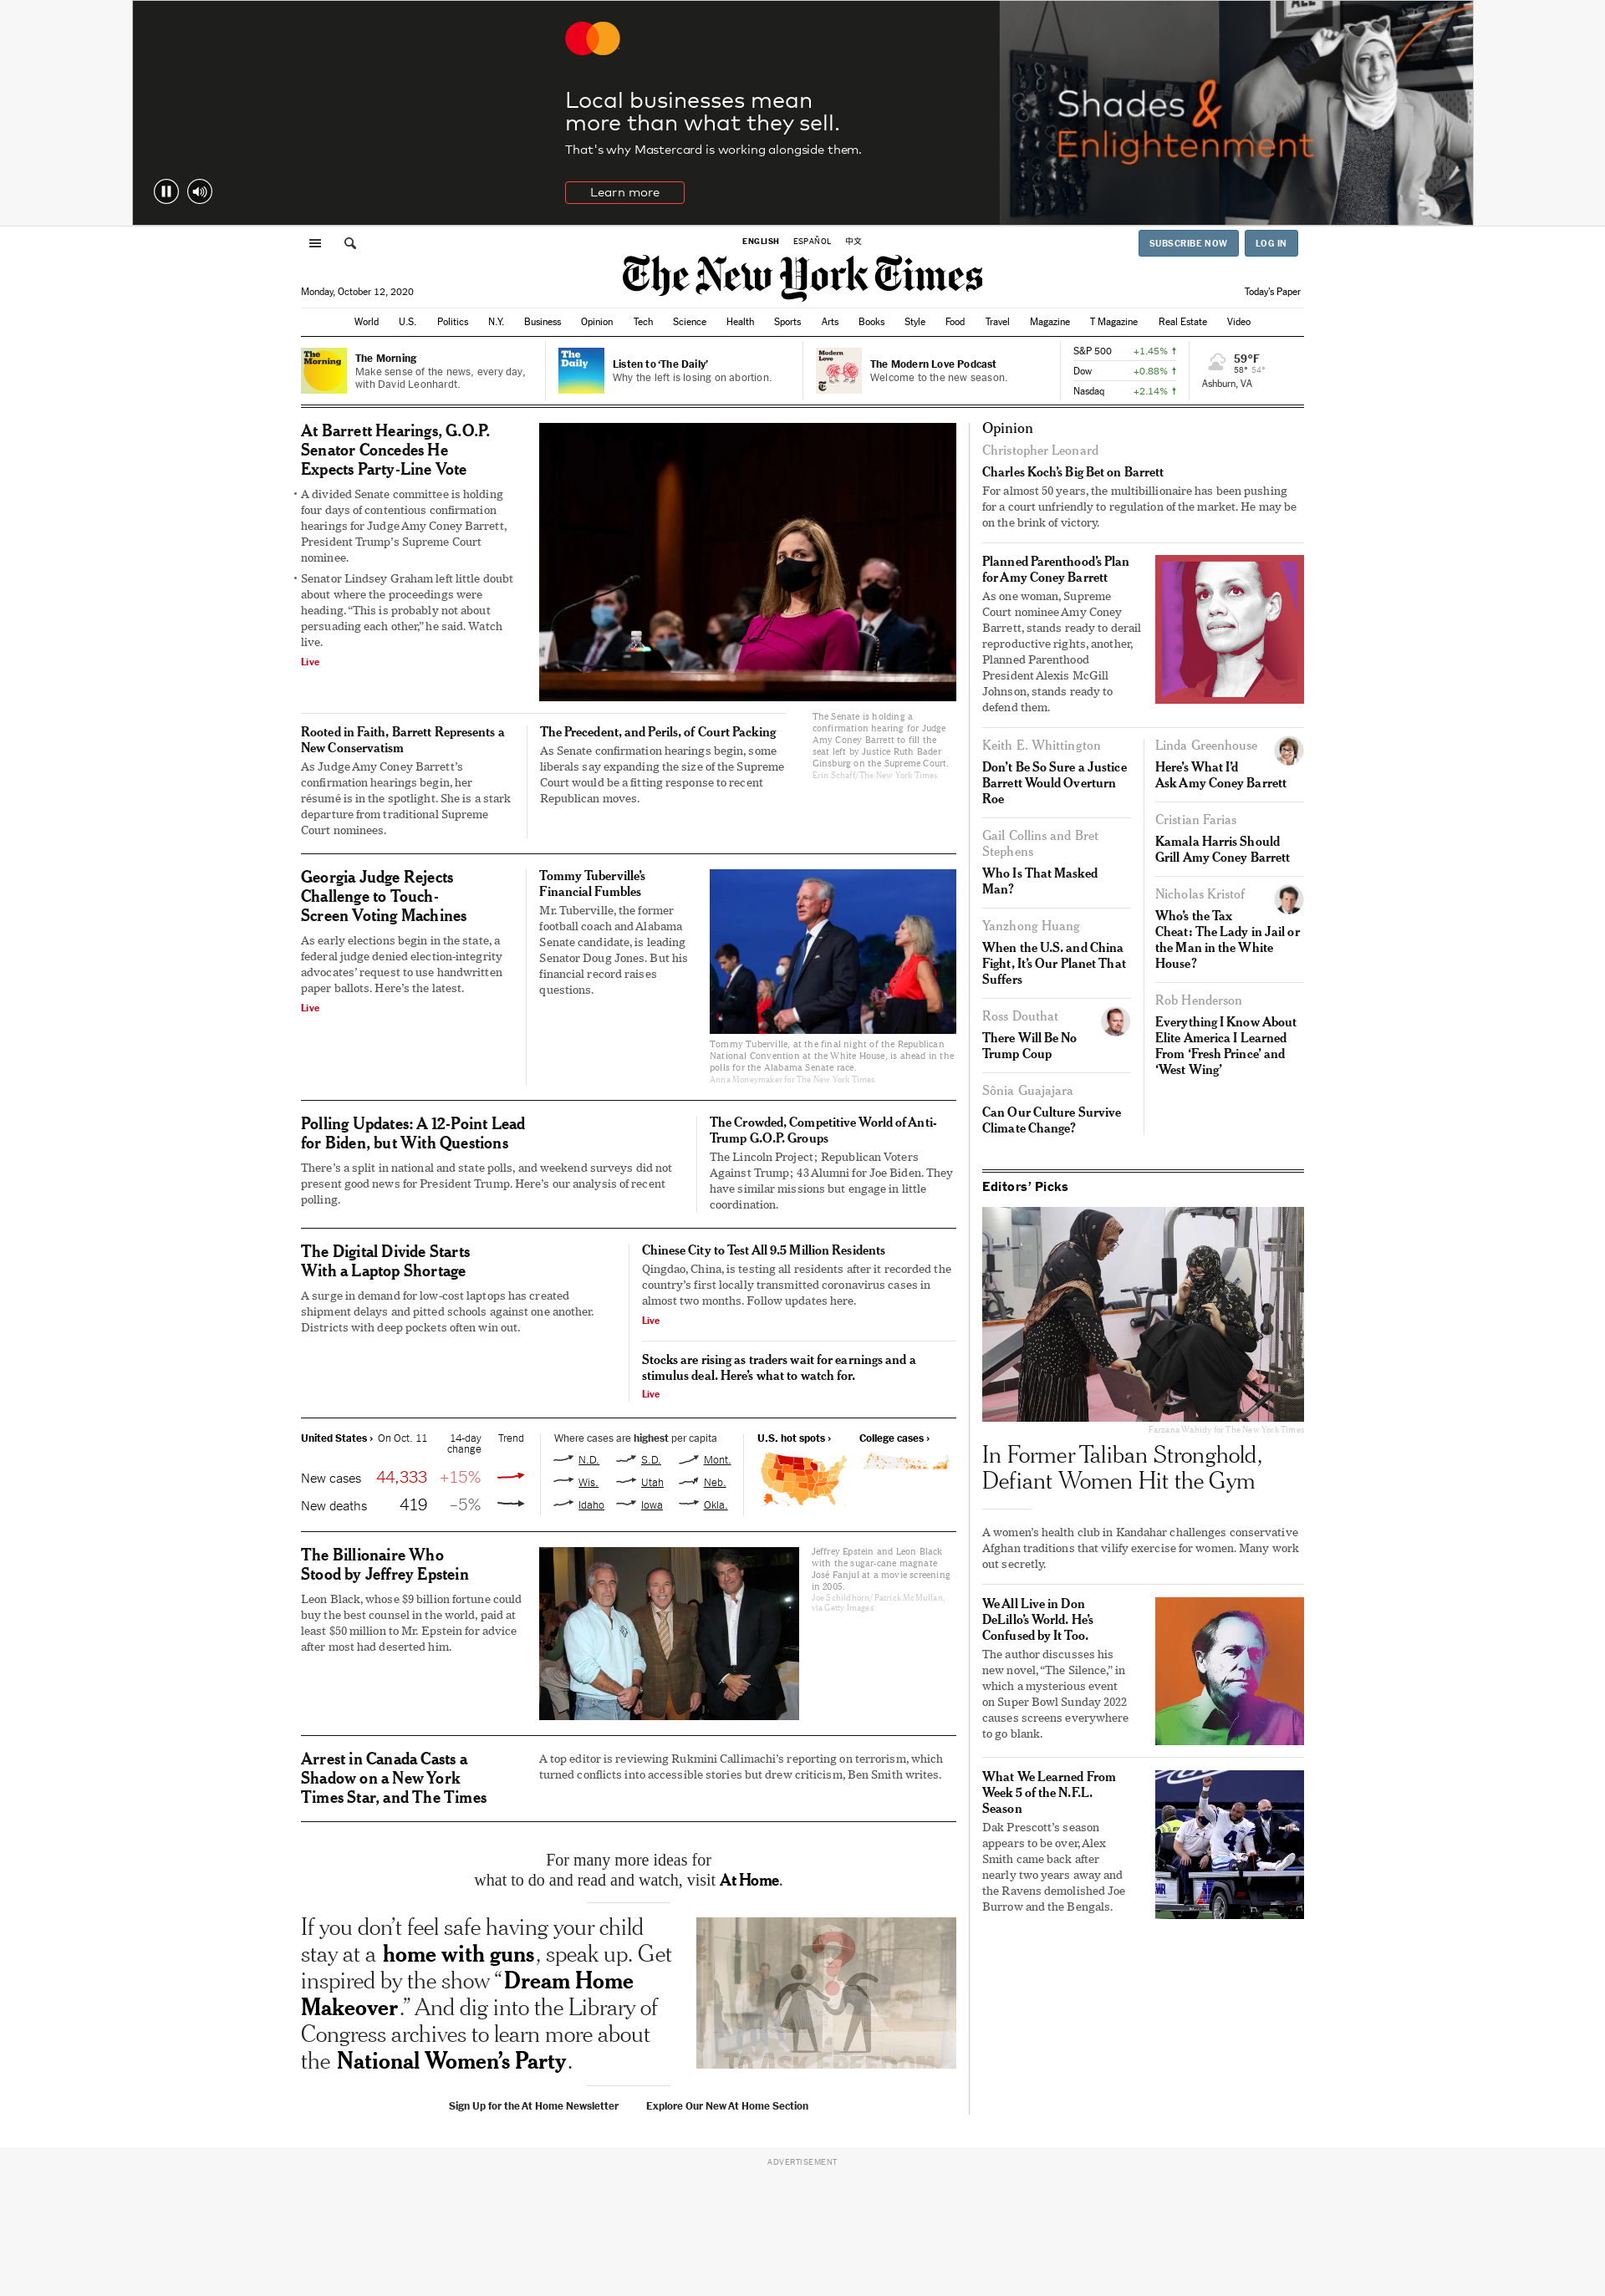 ALL
Local businesses mean
more than what they sell.
That's why Mastercard is working alongside them.
Learn more
Shades &
Enlightenment
ENGLISH ESPAÑOL 中文
SUBSCRIBE NOW LOG IN
The New York Times
Monday, October 12, 2020
Today's Paper
World U.S. Politics N.Y. Business Opinion Tech Science Health Sports Arts Books Style Food Travel Magazine T Magazine Real Estate Video
The Morning
The Morning
Make sense of the news, every day,
with David Leonhardt.
The Daily
Listen to ‘The Daily’
Why the left is losing on abortion.
Modern Love
The Modern Love Podcast
Welcome to the new season.
S&P 500 +1.45% ↑
Dow +0.88% ↑
Nasdaq +2.14% ↑
59°F
58° 54°
Ashburn, VA
At Barrett Hearings, G.O.P.
Senator Concedes He
Expects Party-Line Vote
• A divided Senate committee is holding
four days of contentious confirmation
hearings for Judge Amy Coney Barrett,
President Trump’s Supreme Court
nominee.
• Senator Lindsey Graham left little doubt
about where the proceedings were
heading. “This is probably not about
persuading each other,” he said. Watch
live.
Live
The Senate is holding a
confirmation hearing for Judge
Amy Coney Barrett to fill the
seat left by Justice Ruth Bader
Ginsburg on the Supreme Court.
Erin Schaff/The New York Times
Rooted in Faith, Barrett Represents a
New Conservatism
As Judge Amy Coney Barrett’s
confirmation hearings begin, her
résumé is in the spotlight. She is a stark
departure from traditional Supreme
Court nominees.
The Precedent, and Perils, of Court Packing
As Senate confirmation hearings begin, some
liberals say expanding the size of the Supreme
Court would be a fitting response to recent
Republican moves.
Georgia Judge Rejects
Challenge to Touch-
Screen Voting Machines
As early elections begin in the state, a
federal judge denied election-integrity
advocates’ request to use handwritten
paper ballots. Here’s the latest.
Live
Tommy Tuberville’s
Financial Fumbles
Mr. Tuberville, the former
football coach and Alabama
Senate candidate, is leading
Senator Doug Jones. But his
financial record raises
questions.
Tommy Tuberville, at the final night of the Republican
National Convention at the White House, is ahead in the
polls for the Alabama Senate race.
Anna Moneymaker for The New York Times
Polling Updates: A 12-Point Lead
for Biden, but With Questions
There’s a split in national and state polls, and weekend surveys did not
present good news for President Trump. Here’s our analysis of recent
polling.
The Crowded, Competitive World of Anti-
Trump G.O.P. Groups
The Lincoln Project; Republican Voters
Against Trump; 43 Alumni for Joe Biden. They
have similar missions but engage in little
coordination.
The Digital Divide Starts
With a Laptop Shortage
A surge in demand for low-cost laptops has created
shipment delays and pitted schools against one another.
Districts with deep pockets often win out.
Chinese City to Test All 9.5 Million Residents
Qingdao, China, is testing all residents after it recorded the
country’s first locally transmitted coronavirus cases in
almost two months. Follow updates here.
Live
Stocks are rising as traders wait for earnings and a
stimulus deal. Here’s what to watch for.
Live
United States › On Oct. 11 14-day
change Trend
New cases 44,333 +15%
New deaths 419 –5%
Where cases are highest per capita
N.D. S.D. Mont.
Wis. Utah Neb.
Idaho Iowa Okla.
U.S. hot spots › College cases ›
The Billionaire Who
Stood by Jeffrey Epstein
Leon Black, whose $9 billion fortune could
buy the best counsel in the world, paid at
least $50 million to Mr. Epstein for advice
after most had deserted him.
Jeffrey Epstein and Leon Black
with the sugar-cane magnate
José Fanjul at a movie screening
in 2005.
Joe Schildhorn/Patrick McMullan,
via Getty Images
Arrest in Canada Casts a
Shadow on a New York
Times Star, and The Times
A top editor is reviewing Rukmini Callimachi’s reporting on terrorism, which
turned conflicts into accessible stories but drew criticism, Ben Smith writes.
For many more ideas for
what to do and read and watch, visit At Home.
If you don’t feel safe having your child
stay at a home with guns, speak up. Get
inspired by the show “Dream Home
Makeover.” And dig into the Library of
Congress archives to learn more about
the National Women’s Party.
TO ASK FREEDOM
Sign Up for the At Home Newsletter Explore Our New At Home Section
Opinion
Christopher Leonard
Charles Koch’s Big Bet on Barrett
For almost 50 years, the multibillionaire has been pushing
for a court unfriendly to regulation of the market. He may be
on the brink of victory.
Planned Parenthood’s Plan
for Amy Coney Barrett
As one woman, Supreme
Court nominee Amy Coney
Barrett, stands ready to derail
reproductive rights, another,
Planned Parenthood
President Alexis McGill
Johnson, stands ready to
defend them.
Keith E. Whittington
Don’t Be So Sure a Justice
Barrett Would Overturn
Roe
Gail Collins and Bret
Stephens
Who Is That Masked
Man?
Yanzhong Huang
When the U.S. and China
Fight, It’s Our Planet That
Suffers
Ross Douthat
There Will Be No
Trump Coup
Sônia Guajajara
Can Our Culture Survive
Climate Change?
Linda Greenhouse
Here’s What I’d
Ask Amy Coney Barrett
Cristian Farias
Kamala Harris Should
Grill Amy Coney Barrett
Nicholas Kristof
Who’s the Tax
Cheat: The Lady in Jail or
the Man in the White
House?
Rob Henderson
Everything I Know About
Elite America I Learned
From ‘Fresh Prince’ and
‘West Wing’
Editors’ Picks
Farzana Wahidy for The New York Times
In Former Taliban Stronghold,
Defiant Women Hit the Gym
A women’s health club in Kandahar challenges conservative
Afghan traditions that vilify exercise for women. Many work
out secretly.
We All Live in Don
DeLillo’s World. He’s
Confused by It Too.
The author discusses his
new novel, “The Silence,” in
which a mysterious event
on Super Bowl Sunday 2022
causes screens everywhere
to go blank.
What We Learned From
Week 5 of the N.F.L.
Season
Dak Prescott’s season
appears to be over, Alex
Smith came back after
nearly two years away and
the Ravens demolished Joe
Burrow and the Bengals.
4
ADVERTISEMENT